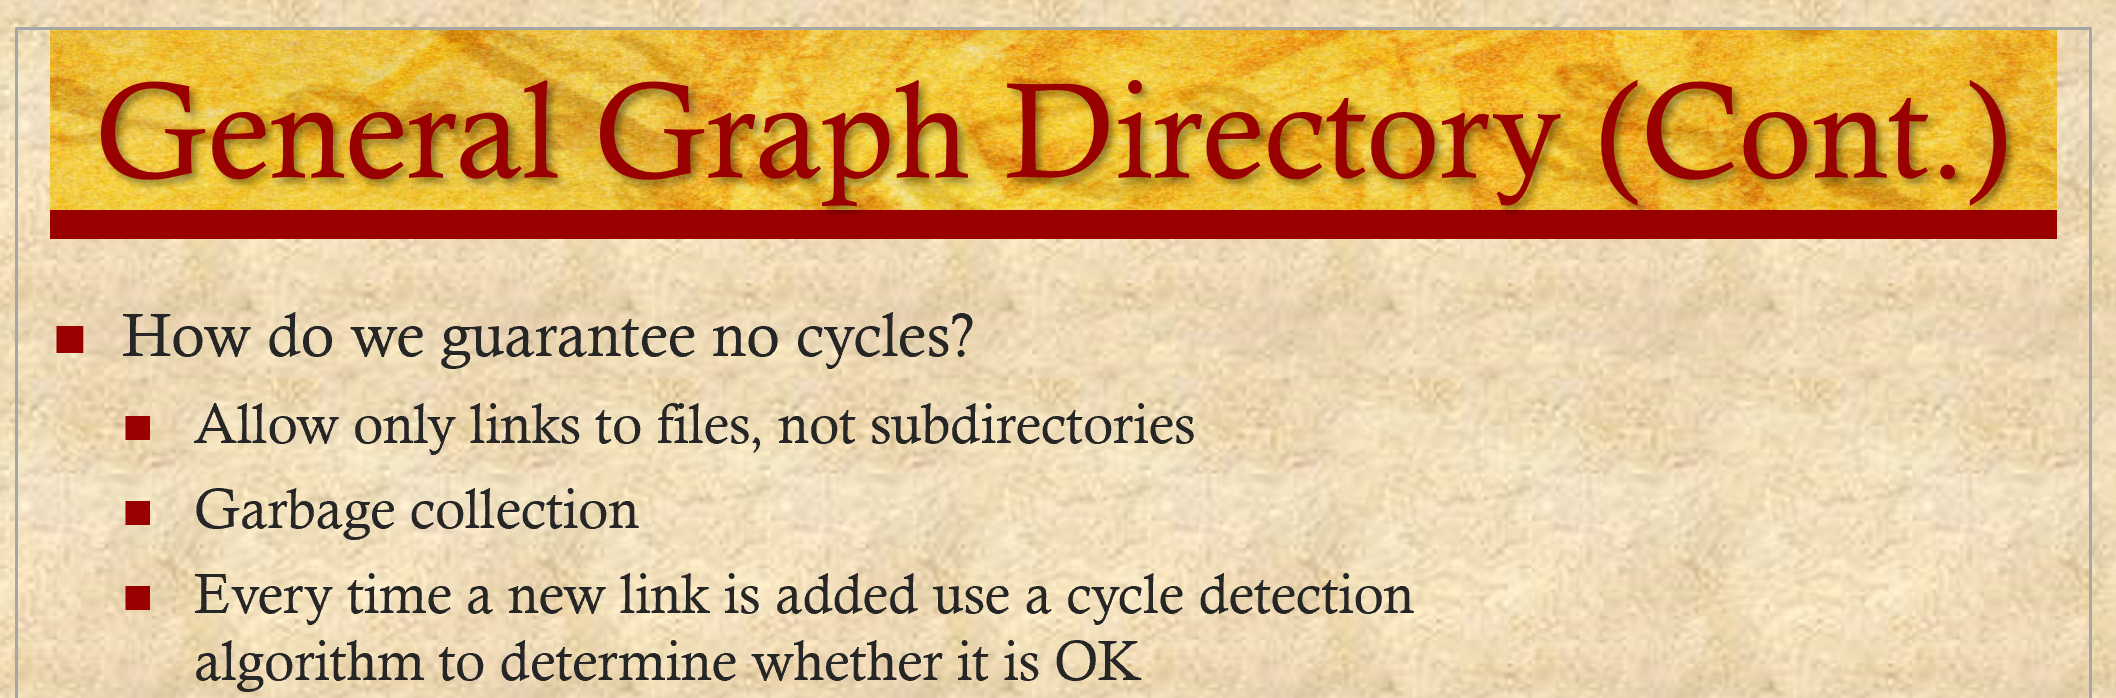 General Graph Directory (Cont.)
How do we guarantee no cycles?
Allow only links to files, not subdirectories
Garbage collection
Every time a new link is added use a cycle detection
algorithm to determine whether it is OK